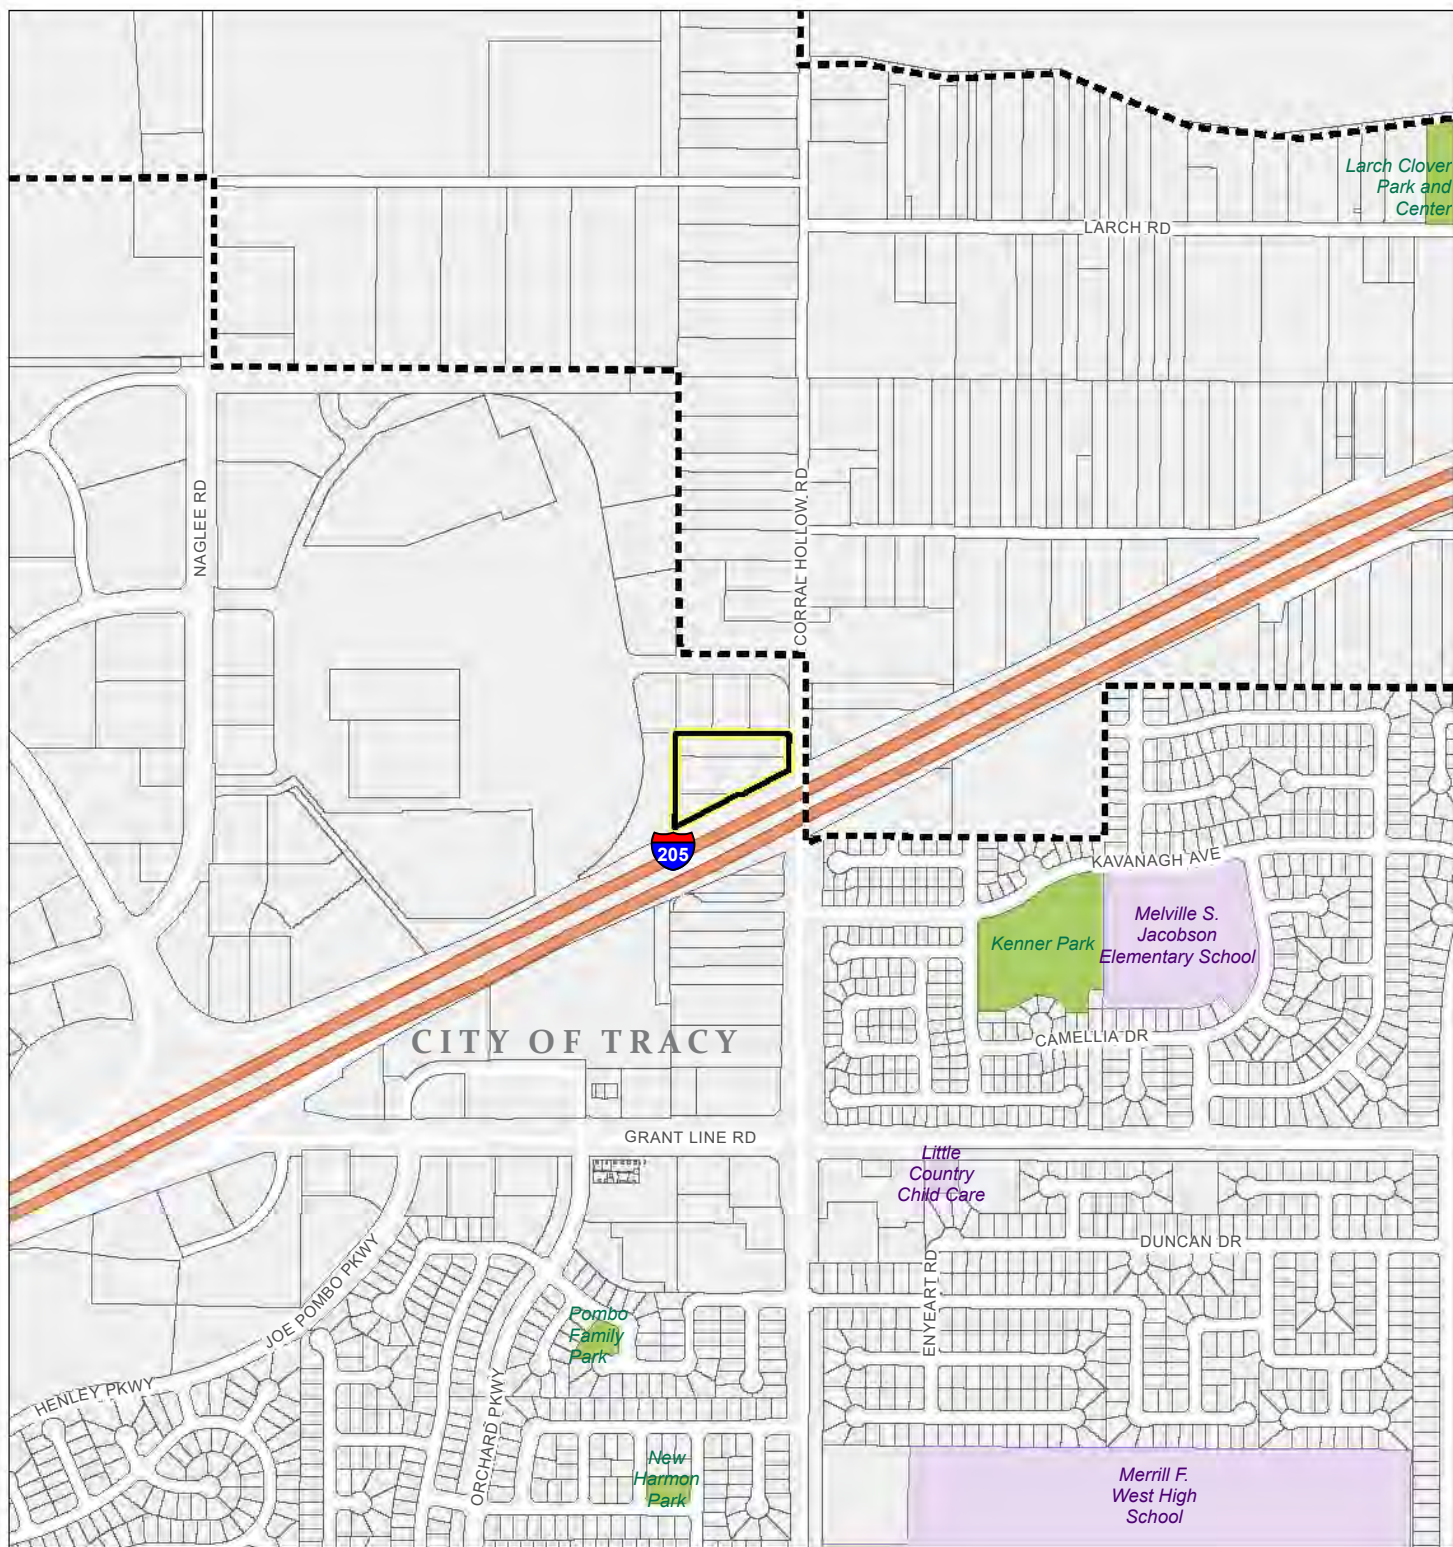 Larch Clover
Park and
Center
LARCH RD
NAGLEE RD
CORRAL HOLLOW RD
205
KAVANAGH AVE
Melville S.
Jacobson
Elementary School
Kenner Park
CITY OF TRACY
CAMELLIA DR
GRANT LINE RD
Little
Country
Child Care
DUNCAN DR
ENYEART RD
JOE POMBO PKWY
Pombo
Family
Park
HENLEY PKWY
ORCHARD PKWY
New
Harmon
Park
Merrill F.
West High
School